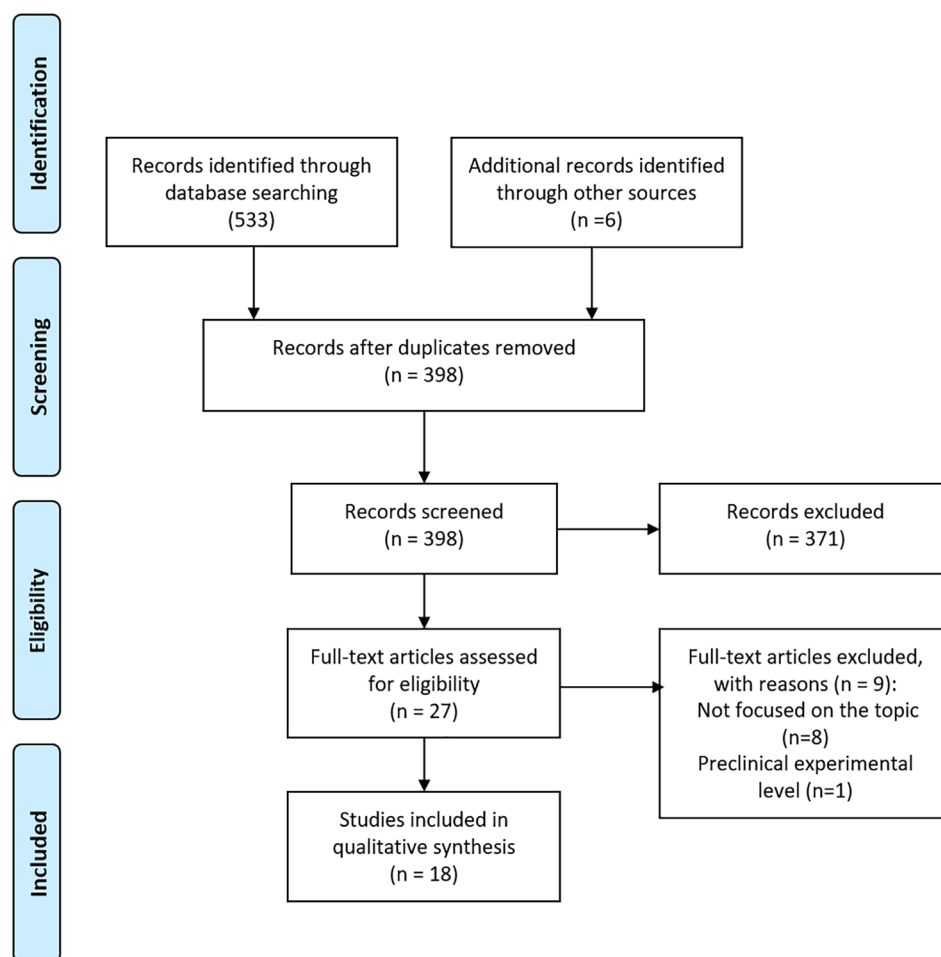 Identification
Records identified through
database searching
(533)
Additional records identified
through other sources
(n =6)
Screening
Records after duplicates removed
(n = 398)
Records screened
(n = 398)
Records excluded
(n = 371)
Eligibility
Full-text articles assessed
for eligibility
(n = 27)
Full-text articles excluded,
with reasons (n = 9):
Not focused on the topic
(n=8)
Preclinical experimental
level (n=1)
Included
Studies included in
qualitative synthesis
(n = 18)